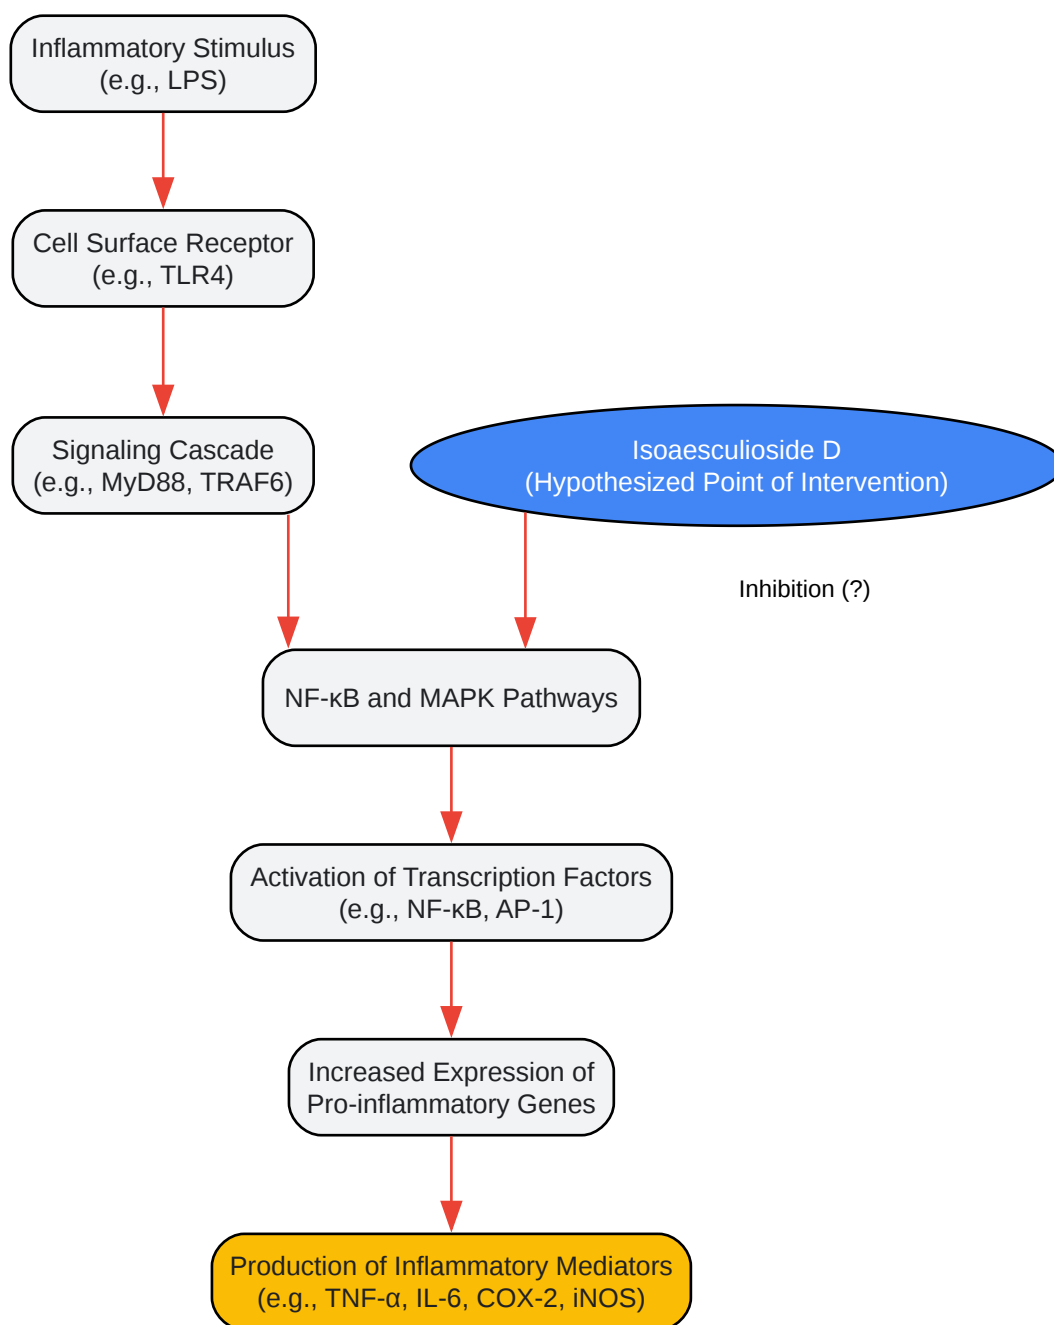 Inflammatory Stimulus
(e.g., LPS)
Cell Surface Receptor
(e.g., TLR4)
Signaling Cascade
(e.g., MyD88, TRAF6)
Isoaesculioside D
(Hypothesized Point of Intervention)
Inhibition (?)
NF-κB and MAPK Pathways
Activation of Transcription Factors
(e.g., NF-κB, AP-1)
Increased Expression of
Pro-inflammatory Genes
Production of Inflammatory Mediators
(e.g., TNF-α, IL-6, COX-2, iNOS)